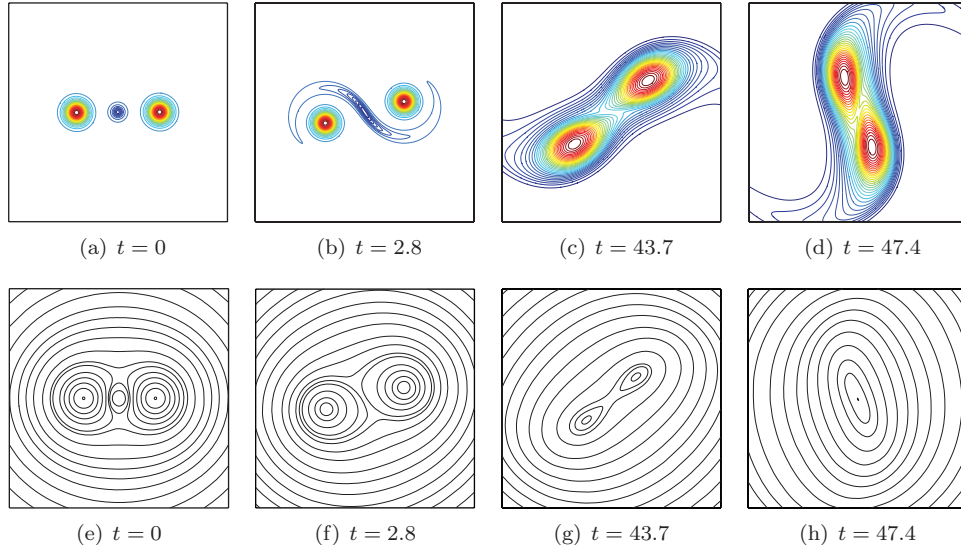 (a) t = 0
(b) t = 2.8
(c) t = 43.7
(d) t = 47.4
(e) t = 0
(f) t = 2.8
(g) t = 43.7
(h) t = 47.4